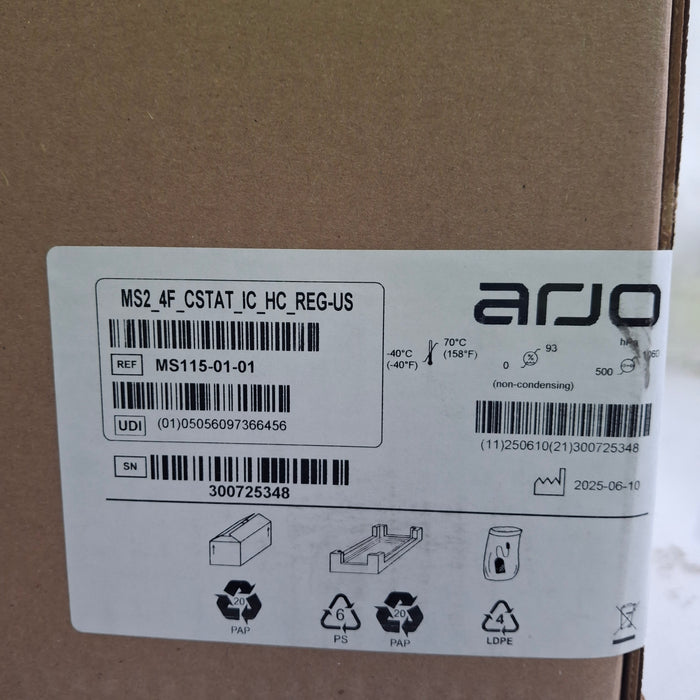 MS2_4F_CSTAT_IC_HC_REG-US
arjo
REF MS115-01-01
UDI (01)05056097366456
SN
300725348
-40°C
(-40°F)
70°C
(158°F)
0 % 93
(non-condensing)
500
1060
(11)250610(21)300725348
2025-06-10
20
PAP
6
PS
20
PAP
4
LDPE